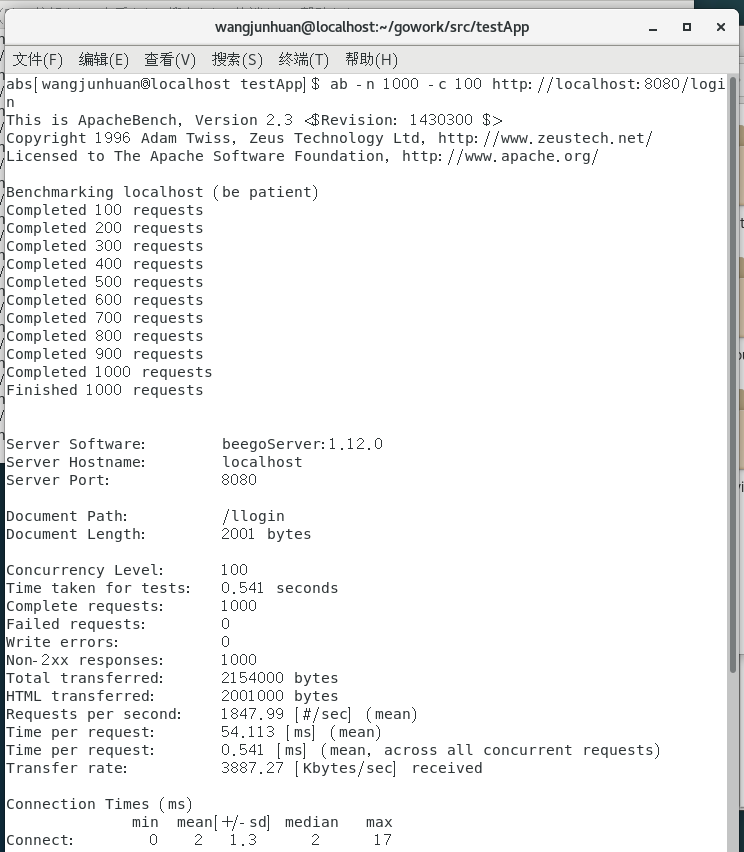 wangjunhuan@localhost:~/gowork/src/testApp
文件(F) 编辑(E) 查看(V) 搜索(S) 终端(T) 帮助(H)
abs[wangjunhuan@localhost testApp]$ ab -n 1000 -c 100 http://localhost:8080/logi
n
This is ApacheBench, Version 2.3 <$Revision: 1430300 $>
Copyright 1996 Adam Twiss, Zeus Technology Ltd, http://www.zeustech.net/
Licensed to The Apache Software Foundation, http://www.apache.org/
Benchmarking localhost (be patient)
Completed 100 requests
Completed 200 requests
Completed 300 requests
Completed 400 requests
Completed 500 requests
Completed 600 requests
Completed 700 requests
Completed 800 requests
Completed 900 requests
Completed 1000 requests
Finished 1000 requests
Server Software: beegoServer:1.12.0
Server Hostname: localhost
Server Port: 8080
Document Path: /llogin
Document Length: 2001 bytes
Concurrency Level: 100
Time taken for tests: 0.541 seconds
Complete requests: 1000
Failed requests: 0
Write errors: 0
Non-2xx responses: 1000
Total transferred: 2154000 bytes
HTML transferred: 2001000 bytes
Requests per second: 1847.99 [#/sec] (mean)
Time per request: 54.113 [ms] (mean)
Time per request: 0.541 [ms] (mean, across all concurrent requests)
Transfer rate: 3887.27 [Kbytes/sec] received
Connection Times (ms)
min mean[+/-sd] median max
Connect: 0 2 1.3 2 17